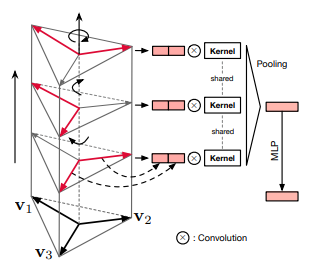 Kernel
shared
Pooling
Kernel
shared
MLP
Kernel
v₁
v₂
v₃
: Convolution